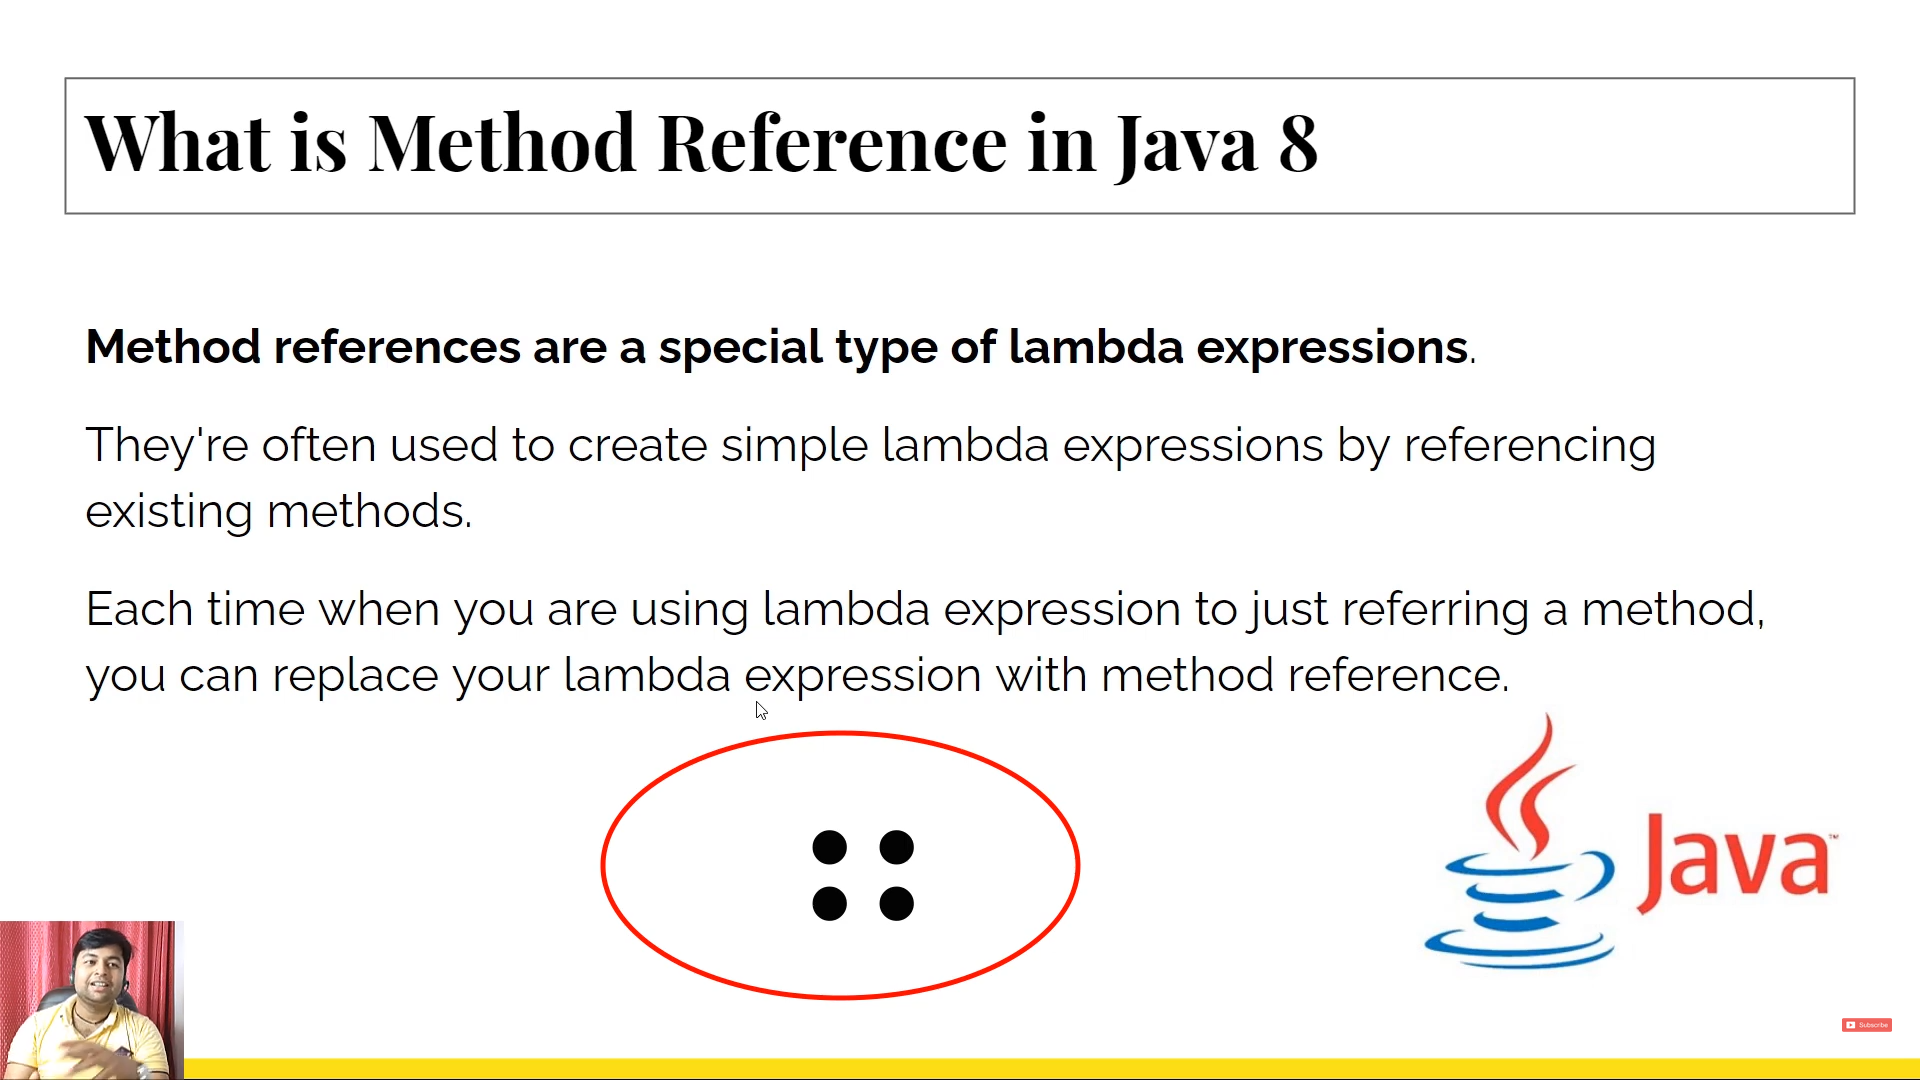 What is Method Reference in Java 8
Method references are a special type of lambda expressions.
They're often used to create simple lambda expressions by referencing
existing methods.
Each time when you are using lambda expression to just referring a method,
you can replace your lambda expression with method reference.
::
Java™
Subscribe